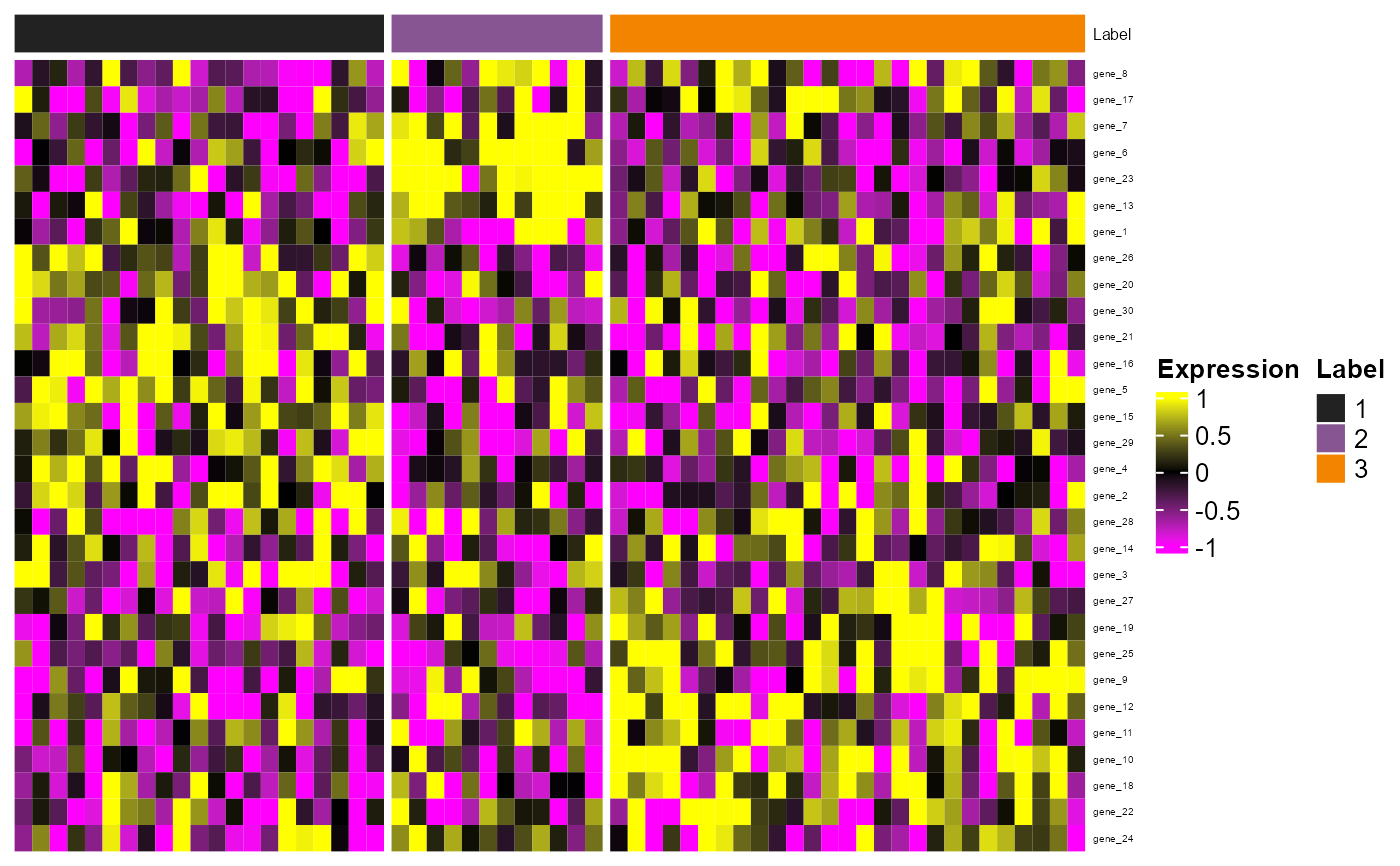 Label
gene_8
gene_17
gene_7
gene_6
gene_23
gene_13
gene_1
gene_26
gene_20
gene_30
gene_21
gene_16
gene_5
gene_15
gene_29
gene_4
gene_2
gene_28
gene_14
gene_3
gene_27
gene_19
gene_25
gene_9
gene_12
gene_11
gene_10
gene_18
gene_22
gene_24
Expression
1
0.5
0
-0.5
-1
Label
1
2
3